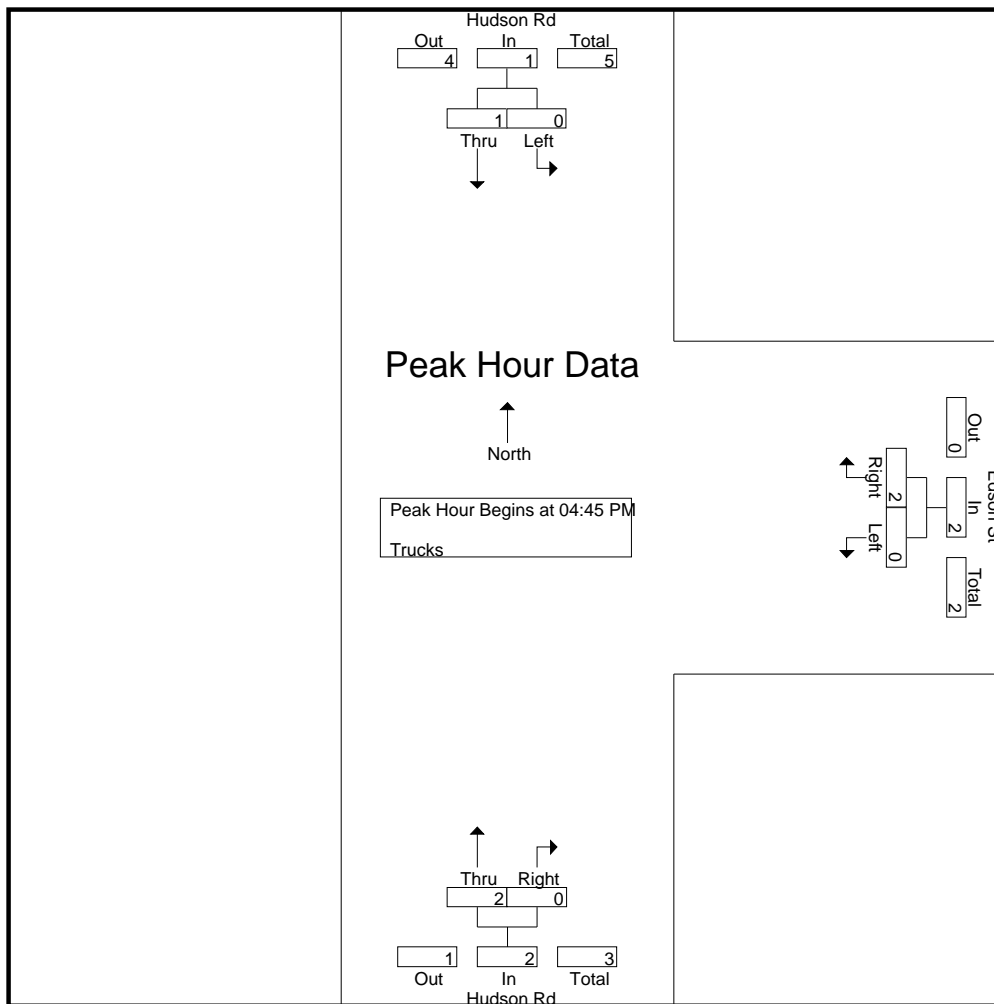 Hudson Rd
Out In Total
4 1 5
1 0
Thru Left
Peak Hour Data
North
Peak Hour Begins at 04:45 PM
Trucks
Out
0
In
2
Total
2
Right
2
Left
0
Thru Right
2 0
1 2 3
Out In Total
Hudson Rd